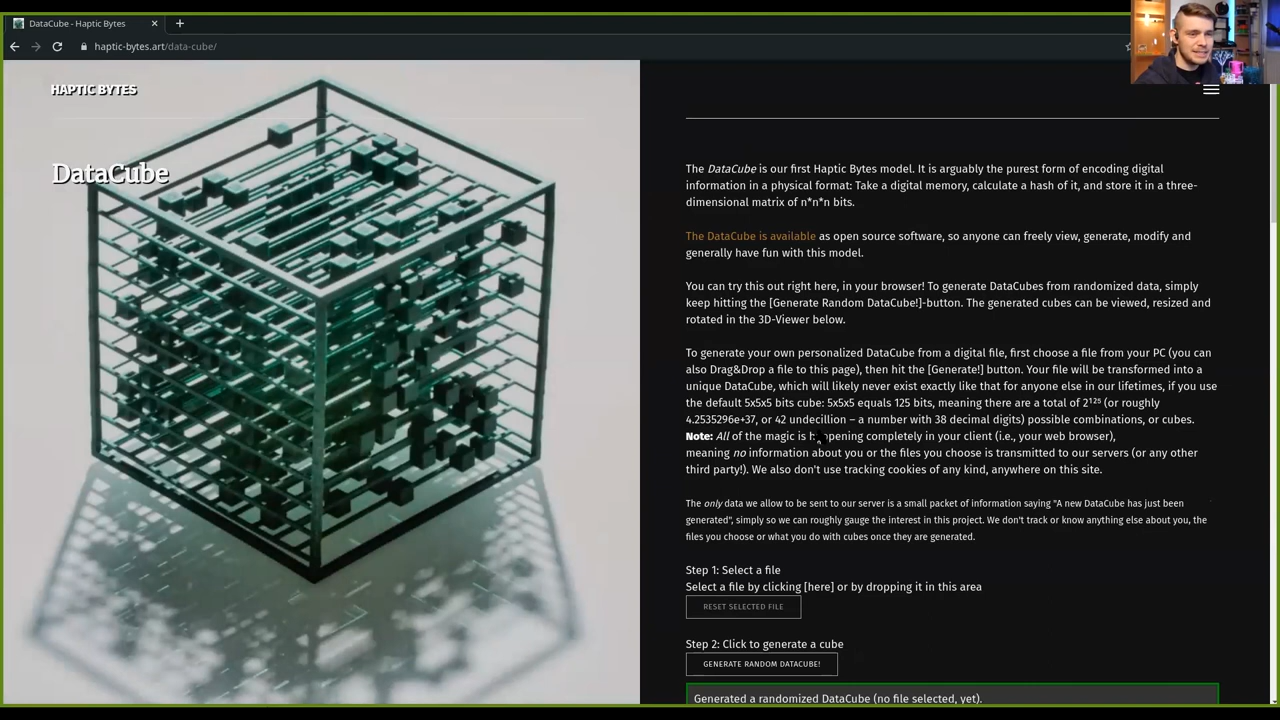 DataCube - Haptic Bytes
haptic-bytes.art/data-cube/
HAPTIC BYTES
DataCube
The DataCube is our first Haptic Bytes model. It is arguably the purest form of encoding digital
information in a physical format: Take a digital memory, calculate a hash of it, and store it in a three-
dimensional matrix of n*n*n bits.
The DataCube is available as open source software, so anyone can freely view, generate, modify and
generally have fun with this model.
You can try this out right here, in your browser! To generate DataCubes from randomized data, simply
keep hitting the [Generate Random DataCube!]-button. The generated cubes can be viewed, resized and
rotated in the 3D-Viewer below.
To generate your own personalized DataCube from a digital file, first choose a file from your PC (you can
also Drag&Drop a file to this page), then hit the [Generate!] button. Your file will be transformed into a
unique DataCube, which will likely never exist exactly like that for anyone else in our lifetimes, if you use
the default 5x5x5 bits cube: 5x5x5 equals 125 bits, meaning there are a total of 2¹²⁵ (or roughly
4.2535296e+37, or 42 undecillion – a number with 38 decimal digits) possible combinations, or cubes.
Note: All of the magic is happening completely in your client (i.e., your web browser),
meaning no information about you or the files you choose is transmitted to our servers (or any other
third party!). We also don't use tracking cookies of any kind, anywhere on this site.
The only data we allow to be sent to our server is a small packet of information saying "A new DataCube has just been
generated", simply so we can roughly gauge the interest in this project. We don't track or know anything else about you, the
files you choose or what you do with cubes once they are generated.
Step 1: Select a file
Select a file by clicking [here] or by dropping it in this area
RESET SELECTED FILE
Step 2: Click to generate a cube
GENERATE RANDOM DATACUBE!
Generated a randomized DataCube (no file selected, yet).